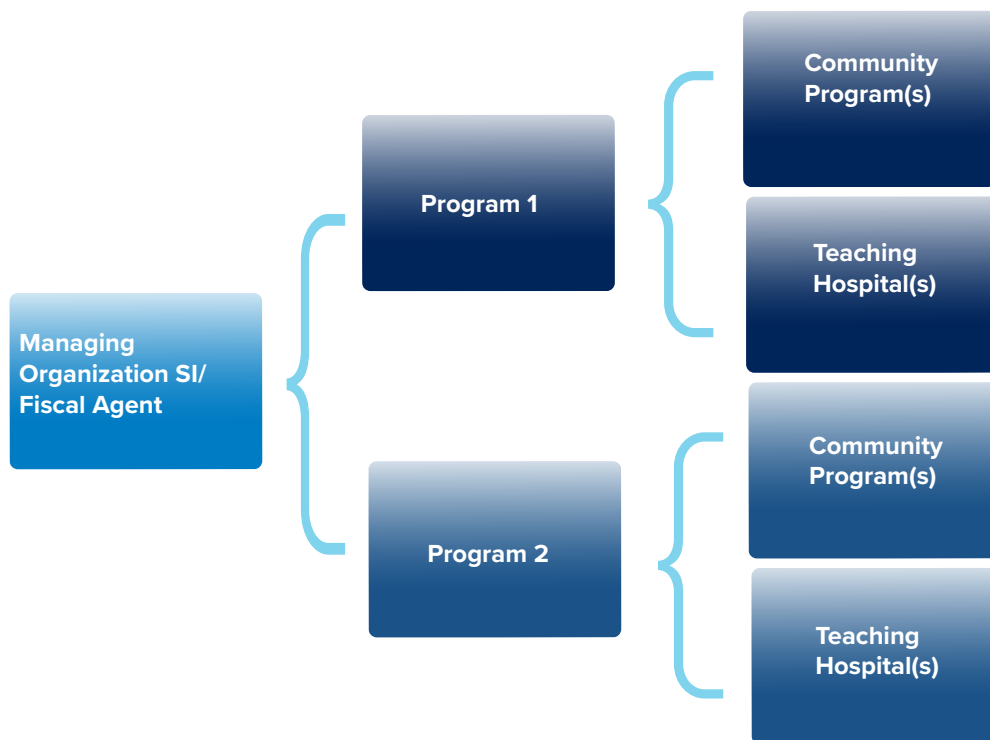 Managing
Organization SI/
Fiscal Agent
Program 1
Community
Program(s)
Teaching
Hospital(s)
Program 2
Community
Program(s)
Teaching
Hospital(s)